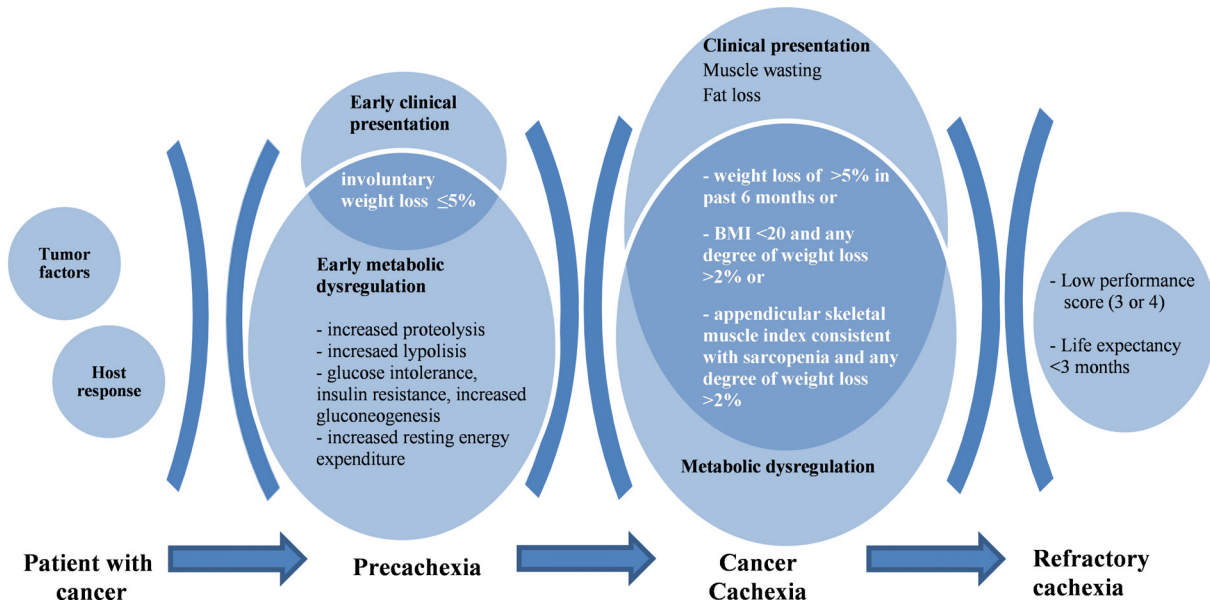 Tumor
factors
Host
response
Early clinical
presentation
involuntary
weight loss ≤5%
Early metabolic
dysregulation
- increased proteolysis
- incresaed lypolisis
- glucose intolerance,
insulin resistance, increased
gluconeogenesis
- increased resting energy
expenditure
Clinical presentation
Muscle wasting
Fat loss
- weight loss of >5% in
past 6 months or
- BMI <20 and any
degree of weight loss
>2% or
- appendicular skeletal
muscle index consistent
with sarcopenia and any
degree of weight loss
>2%
Metabolic dysregulation
- Low performance
score (3 or 4)
- Life expectancy
<3 months
Patient with
cancer
Precachexia
Cancer
Cachexia
Refractory
cachexia